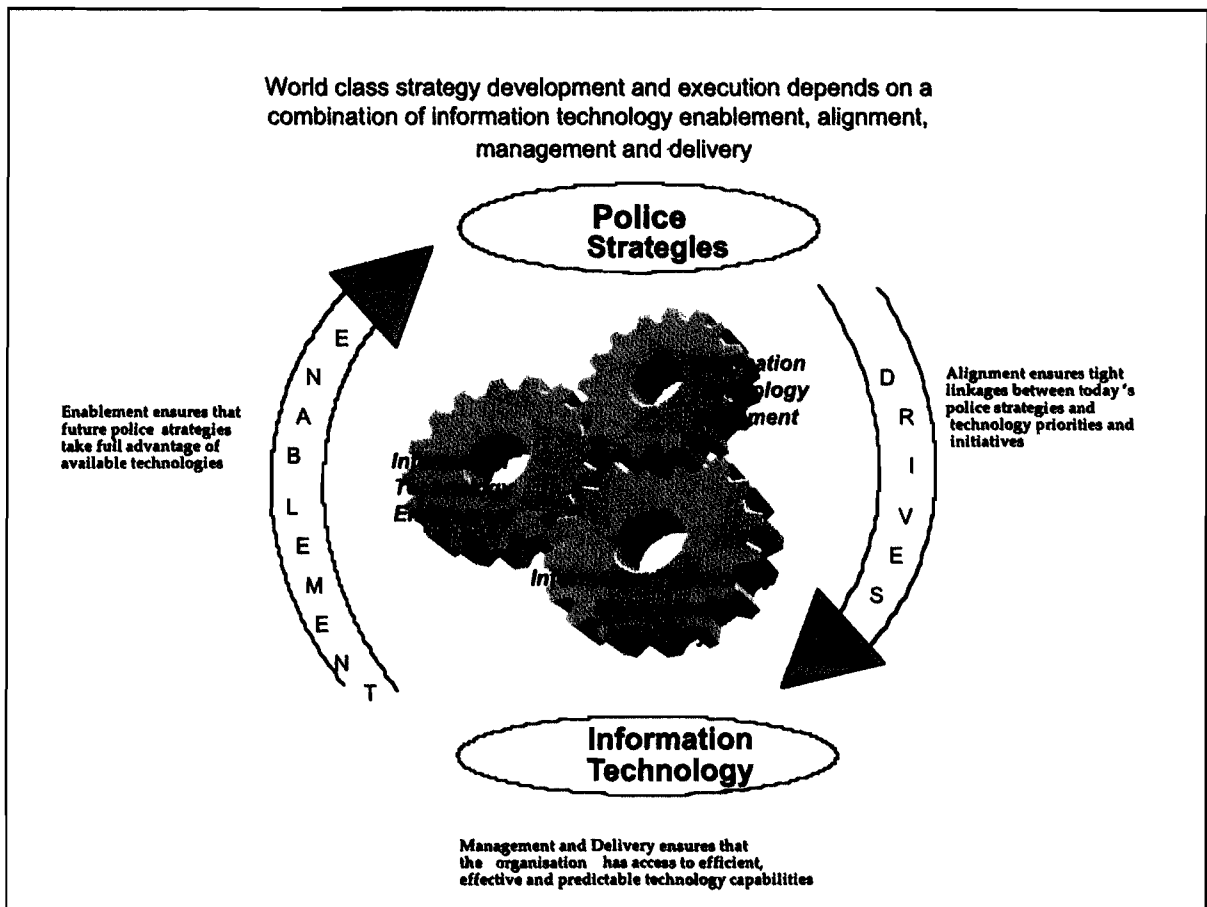 World class strategy development and execution depends on a
combination of information technology enablement, alignment,
management and delivery
Police
Strategies
ENABLEMENT
DRIVES
Enablement ensures that
future police strategies
take full advantage of
available technologies
Alignment ensures tight
linkages between today's
police strategies and
technology priorities and
initiatives
Information
Technology
Management and Delivery ensures that
the organisation has access to efficient,
effective and predictable technology capabilities